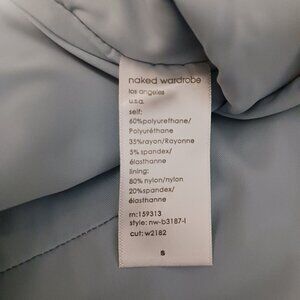 naked wardrobe
los angeles
u.s.a.
self:
60%polyurethane/
Polyuréthane
35%rayon/Rayonne
5% spandex/
élasthanne
lining:
80% nylon/nylon
20%spandex/
élasthanne
rn:159313
style: nw-b3187-l
cut: w2182
s